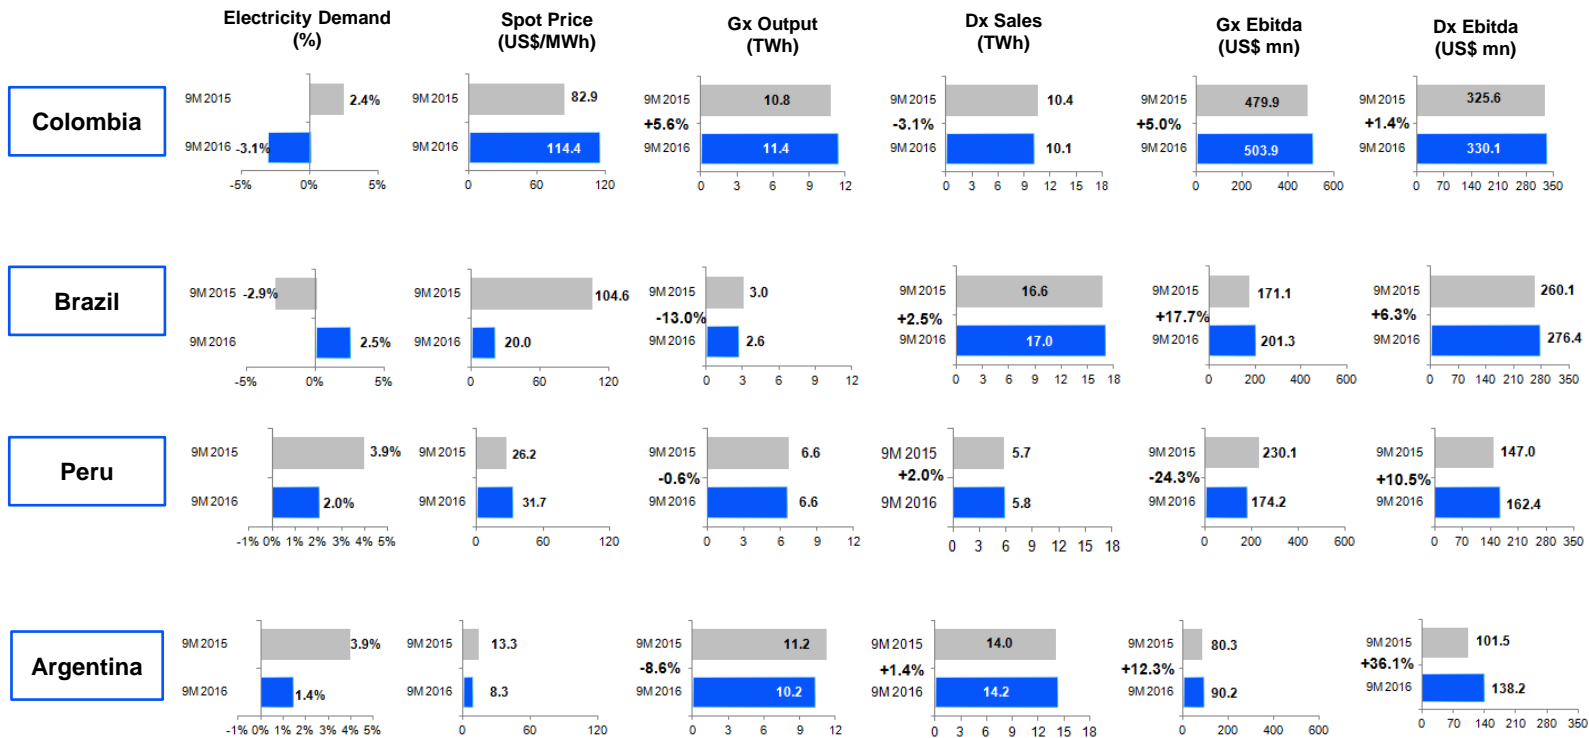 Electricity Demand
(%)
Spot Price
(US$/MWh)
Gx Output
(TWh)
Dx Sales
(TWh)
Gx Ebitda
(US$ mn)
Dx Ebitda
(US$ mn)
Colombia
9M 2015
2.4%
9M 2016
-3.1%
-5%
0%
5%
9M 2015
82.9
9M 2016
114.4
0
60
120
9M 2015
10.8
+5.6%
9M 2016
11.4
0
3
6
9
12
9M 2015
10.4
-3.1%
9M 2016
10.1
0
3
6
9
12
15
18
9M 2015
479.9
+5.0%
9M 2016
503.9
0
200
400
600
9M 2015
325.6
+1.4%
9M 2016
330.1
0
70
140
210
280
350
Brazil
9M 2015
-2.9%
9M 2016
2.5%
-5%
0%
5%
9M 2015
104.6
9M 2016
20.0
0
60
120
9M 2015
3.0
-13.0%
9M 2016
2.6
0
3
6
9
12
9M 2015
16.6
+2.5%
9M 2016
17.0
0
3
6
9
12
15
18
9M 2015
171.1
+17.7%
9M 2016
201.3
0
200
400
600
9M 2015
260.1
+6.3%
9M 2016
276.4
0
70
140
210
280
350
Peru
9M 2015
3.9%
9M 2016
2.0%
-1%
0%
1%
2%
3%
4%
5%
9M 2015
26.2
9M 2016
31.7
0
60
120
9M 2015
6.6
-0.6%
9M 2016
6.6
0
3
6
9
12
9M 2015
5.7
+2.0%
9M 2016
5.8
0
3
6
9
12
15
18
9M 2015
230.1
-24.3%
9M 2016
174.2
0
200
400
600
9M 2015
147.0
+10.5%
9M 2016
162.4
0
70
140
210
280
350
Argentina
9M 2015
3.9%
9M 2016
1.4%
-1%
0%
1%
2%
3%
4%
5%
9M 2015
13.3
9M 2016
8.3
0
60
120
9M 2015
11.2
-8.6%
9M 2016
10.2
0
3
6
9
12
9M 2015
14.0
+1.4%
9M 2016
14.2
0
3
6
9
12
15
18
9M 2015
80.3
+12.3%
9M 2016
90.2
0
200
400
600
9M 2015
101.5
+36.1%
9M 2016
138.2
0
70
140
210
280
350